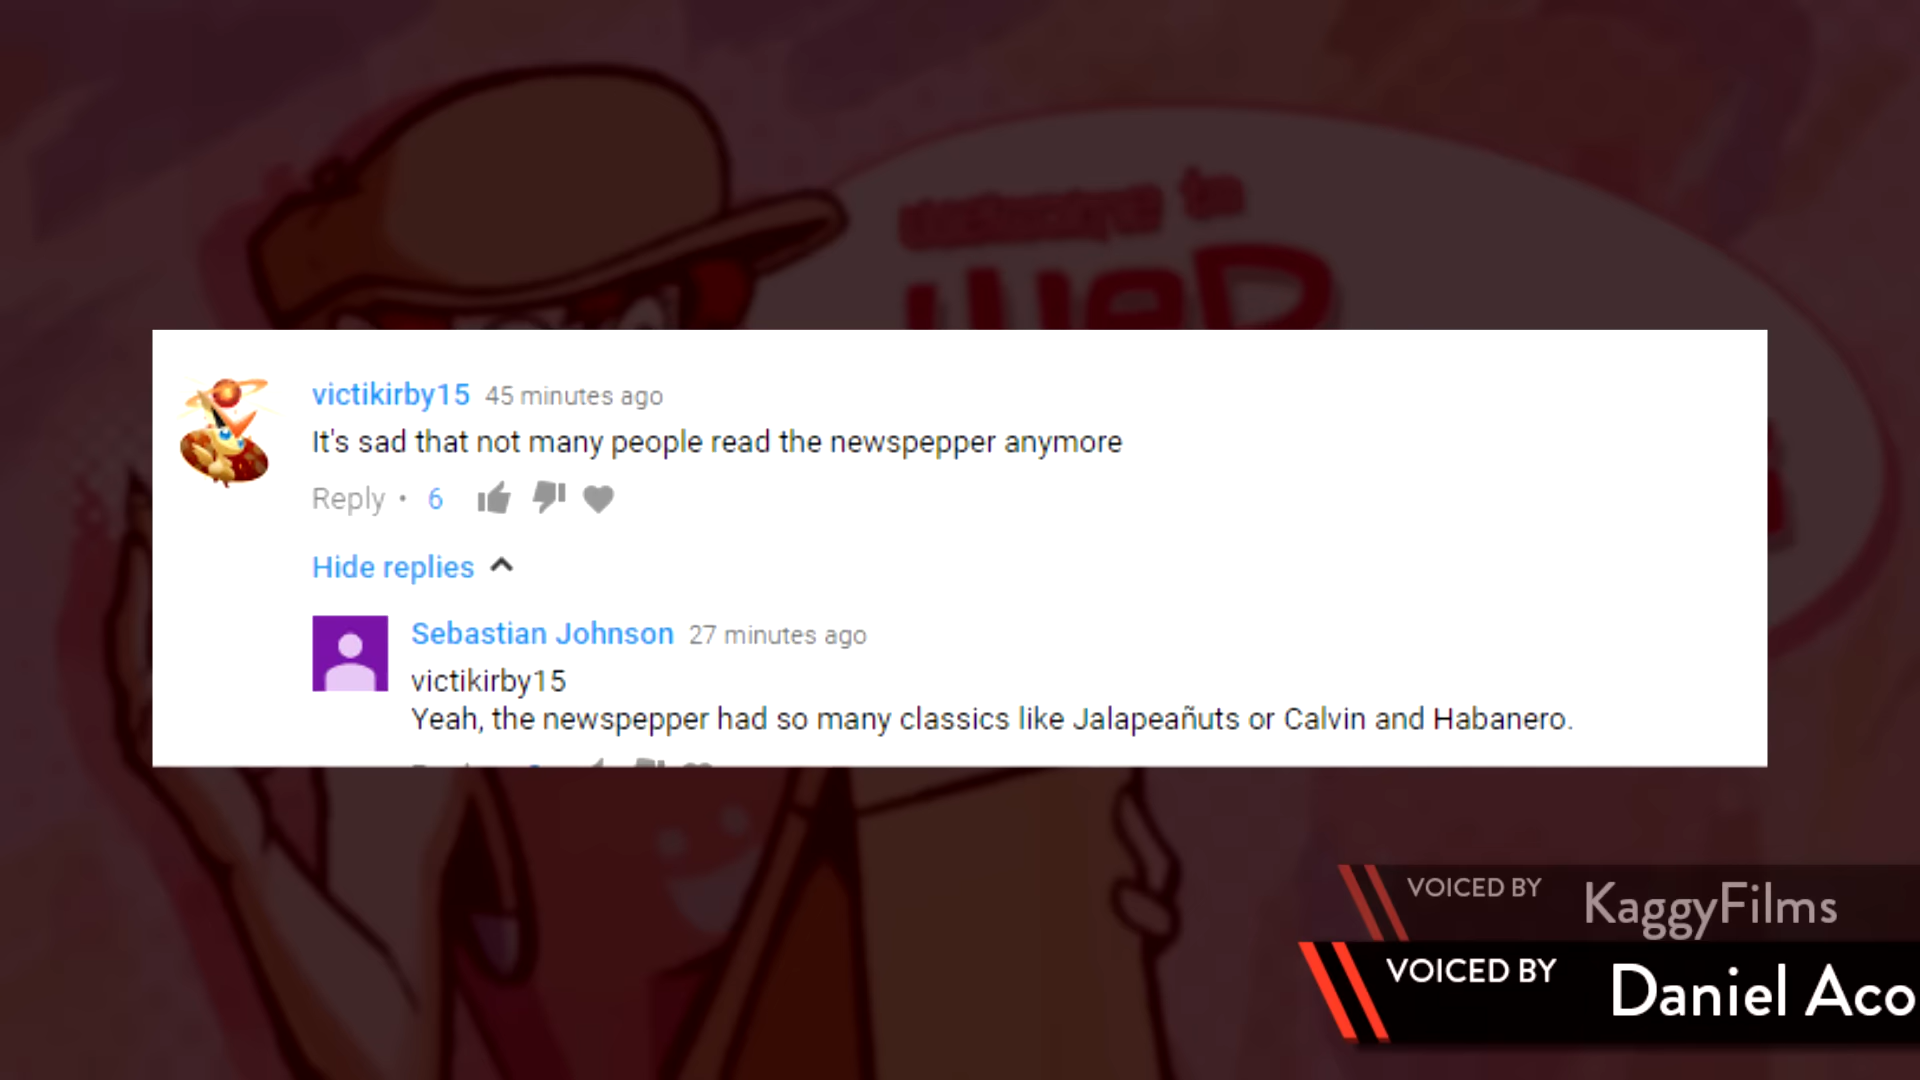 victikirby15 45 minutes ago
It's sad that not many people read the newspepper anymore
Reply • 6
Hide replies
Sebastian Johnson 27 minutes ago
victikirby15
Yeah, the newspepper had so many classics like Jalapeañuts or Calvin and Habanero.
VOICED BY KaggyFilms
VOICED BY Daniel Aco